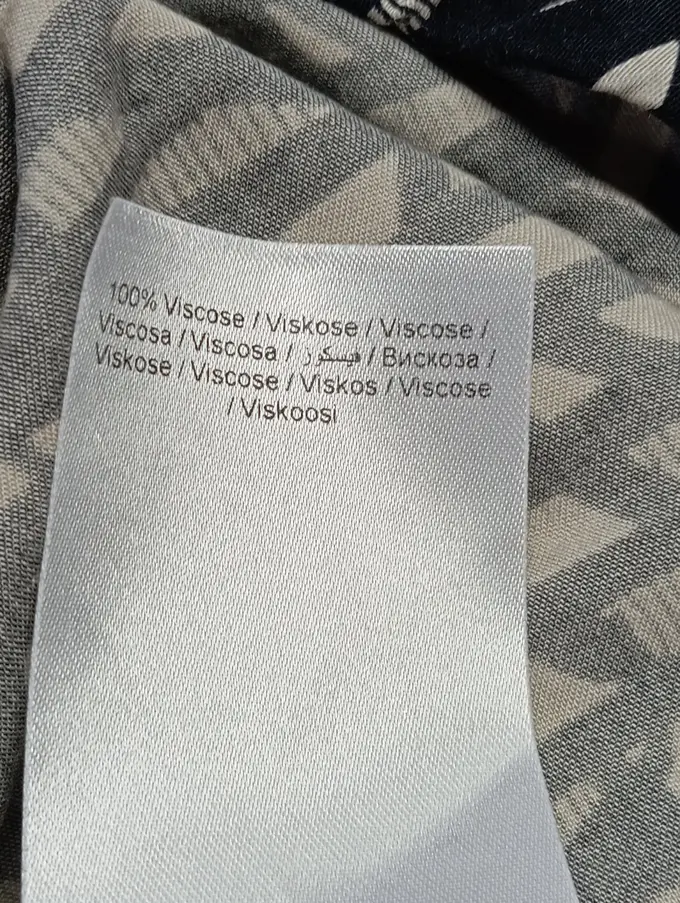 100% Viscose / Viskose / Viscose /
Viscosa / Viscosa / فيسكوز / Вискоза /
Viskose / Viscose / Viskos / Viscose
/ Viskoosi